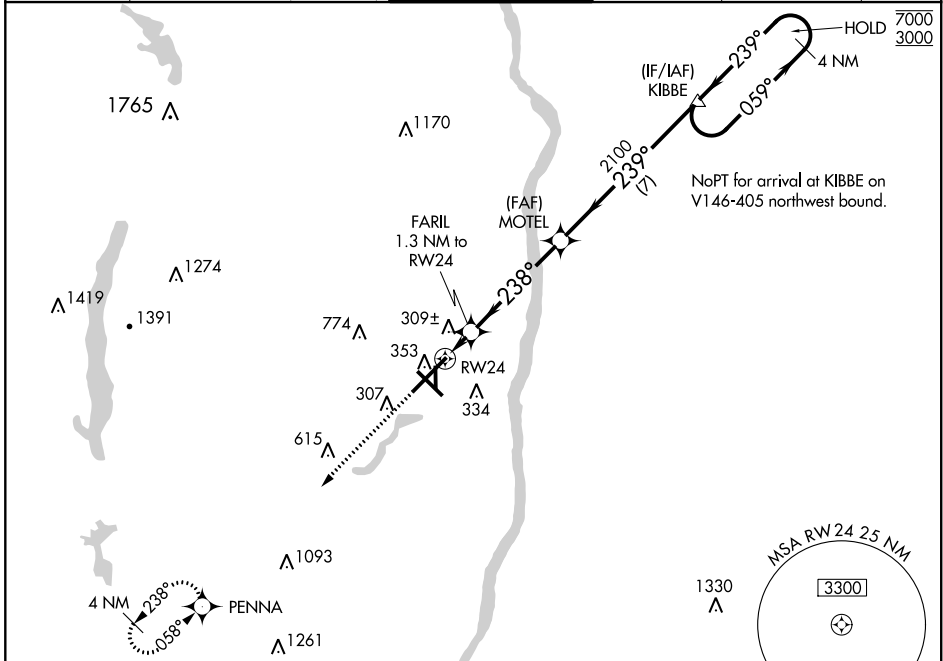 HOLD
7000
3000
239°
4 NM
059°
(IF/IAF)
KIBBE
1765
1170
2100
239°
(7)
NoPT for arrival at KIBBE on
V146-405 northwest bound.
(FAF)
MOTEL
FARIL
1.3 NM to
RW24
238°
1274
1419
1391
774
309±
353
RW24
307
334
615
1093
MSA RW24 25 NM
3300
1330
4 NM
238°
058°
PENNA
1261